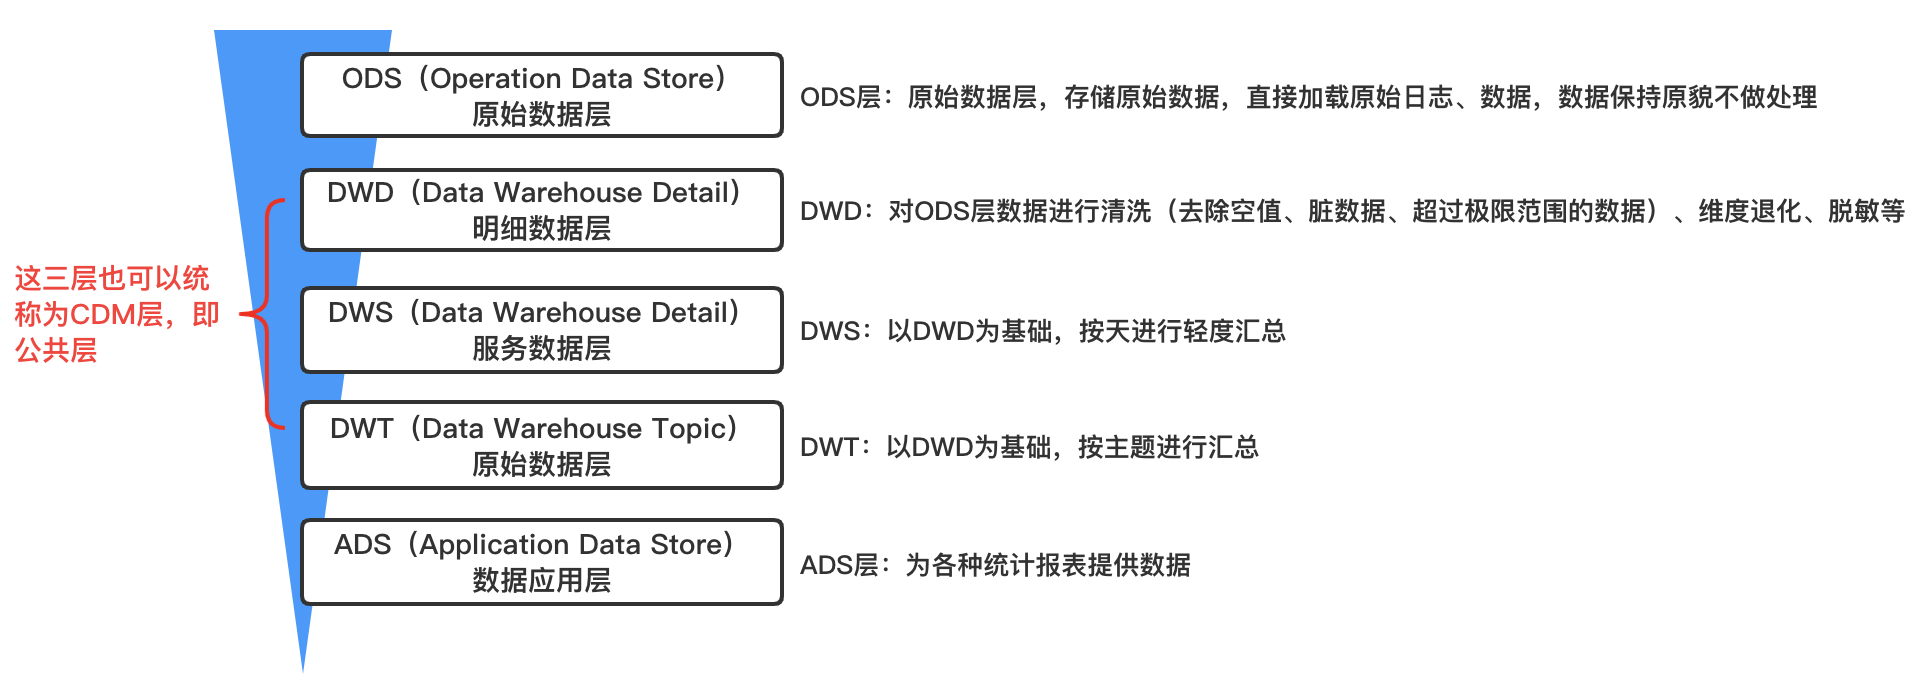 ODS（Operation Data Store）
原始数据层
ODS层：原始数据层，存储原始数据，直接加载原始日志、数据，数据保持原貌不做处理
DWD（Data Warehouse Detail）
明细数据层
DWD：对ODS层数据进行清洗（去除空值、脏数据、超过极限范围的数据）、维度退化、脱敏等
这三层也可以统
称为CDM层，即
公共层
DWS（Data Warehouse Detail）
服务数据层
DWS：以DWD为基础，按天进行轻度汇总
DWT（Data Warehouse Topic）
原始数据层
DWT：以DWD为基础，按主题进行汇总
ADS（Application Data Store）
数据应用层
ADS层：为各种统计报表提供数据